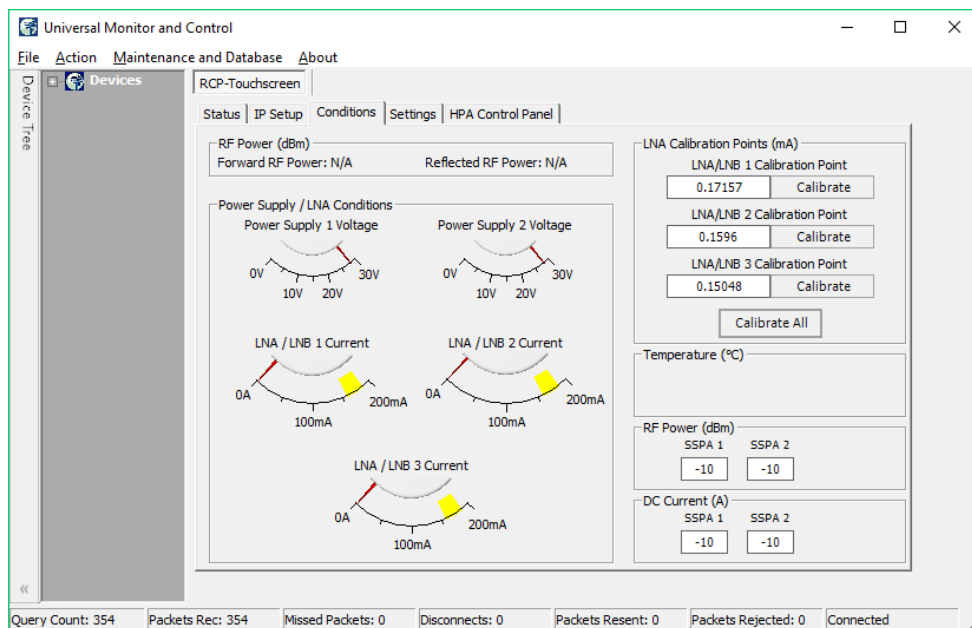 Universal Monitor and Control
File Action Maintenance and Database About
Device Tree
Devices
RCP-Touchscreen
Status IP Setup Conditions Settings HPA Control Panel
RF Power (dBm)
Forward RF Power: N/A Reflected RF Power: N/A
Power Supply / LNA Conditions
Power Supply 1 Voltage
0V 10V 20V 30V
Power Supply 2 Voltage
0V 10V 20V 30V
LNA / LNB 1 Current
0A 100mA 200mA
LNA / LNB 2 Current
0A 100mA 200mA
LNA / LNB 3 Current
0A 100mA 200mA
LNA Calibration Points (mA)
LNA/LNB 1 Calibration Point
0.17157 Calibrate
LNA/LNB 2 Calibration Point
0.1596 Calibrate
LNA/LNB 3 Calibration Point
0.15048 Calibrate
Calibrate All
Temperature (°C)
RF Power (dBm)
SSPA 1 SSPA 2
-10 -10
DC Current (A)
SSPA 1 SSPA 2
-10 -10
Query Count: 354 Packets Rec: 354 Missed Packets: 0 Disconnects: 0 Packets Resent: 0 Packets Rejected: 0 Connected